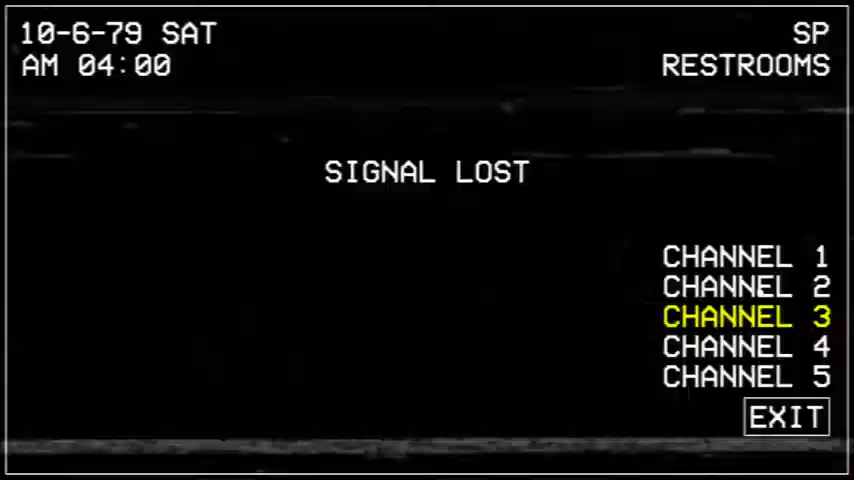 10-6-79 SAT
AM 04:00
SP
RESTROOMS
SIGNAL LOST
CHANNEL 1
CHANNEL 2
CHANNEL 3
CHANNEL 4
CHANNEL 5
EXIT